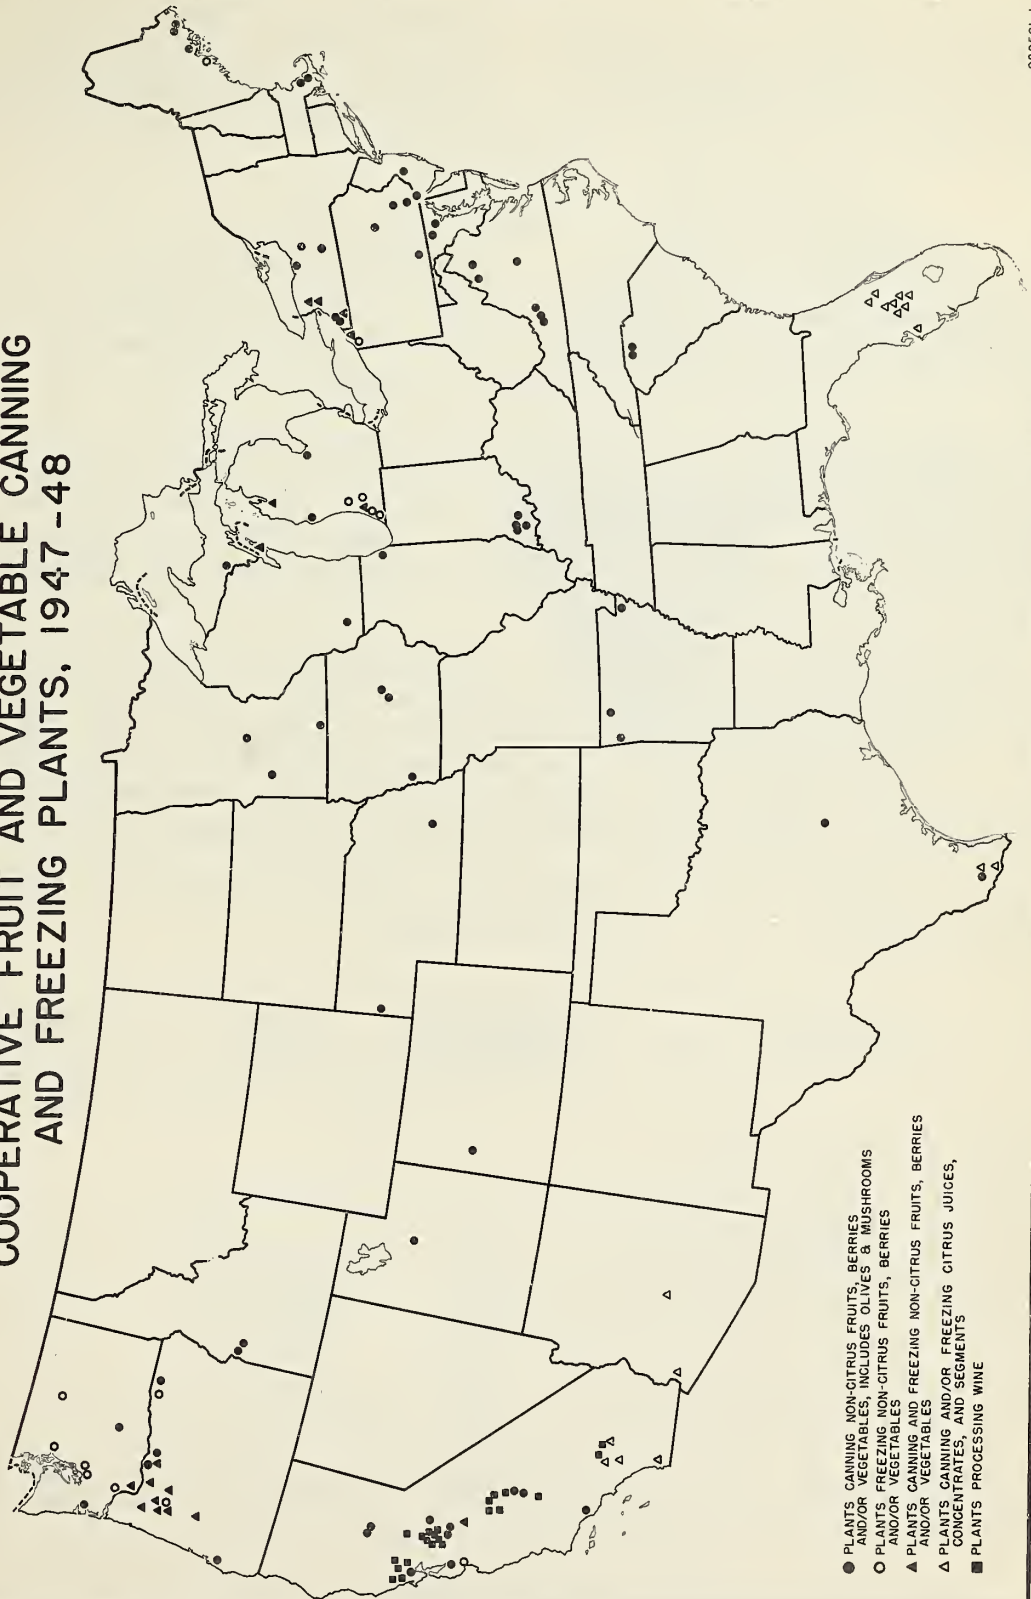 COOPERATIVE FRUIT AND VEGETABLE CANNING
AND FREEZING PLANTS, 1947-48
PLANTS CANNING NON-CITRUS FRUITS, BERRIES
AND/OR VEGETABLES, INCLUDES OLIVES & MUSHROOMS
PLANTS FREEZING NON-CITRUS FRUITS, BERRIES
AND/OR VEGETABLES
PLANTS CANNING AND FREEZING NON-CITRUS FRUITS, BERRIES
AND/OR VEGETABLES
PLANTS CANNING AND/OR FREEZING CITRUS JUICES,
CONCENTRATES, AND SEGMENTS
PLANTS PROCESSING WINE